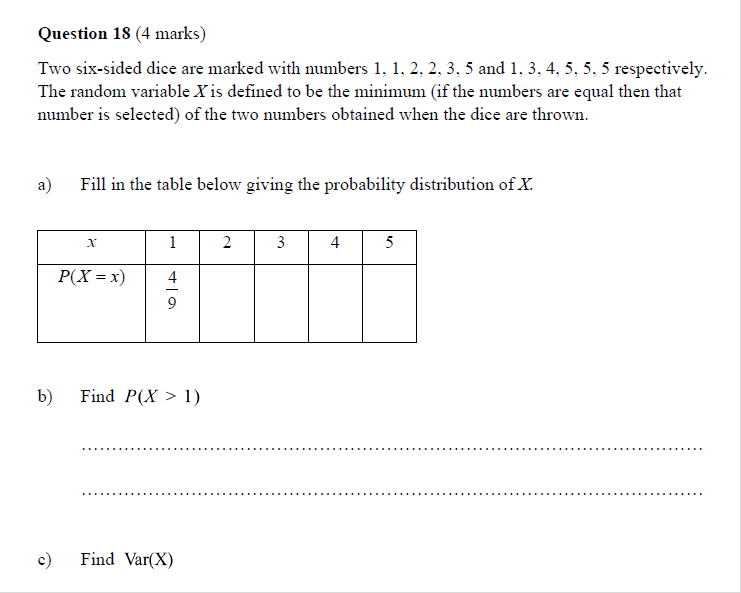 Question 18 (4 marks)
Two six-sided dice are marked with numbers 1, 1, 2, 2, 3, 5 and 1, 3, 4, 5, 5, 5 respectively.
The random variable X is defined to be the minimum (if the numbers are equal then that
number is selected) of the two numbers obtained when the dice are thrown.
a) Fill in the table below giving the probability distribution of X.
x 1 2 3 4 5
P(X = x) 4/9
b) Find P(X > 1)
c) Find Var(X)